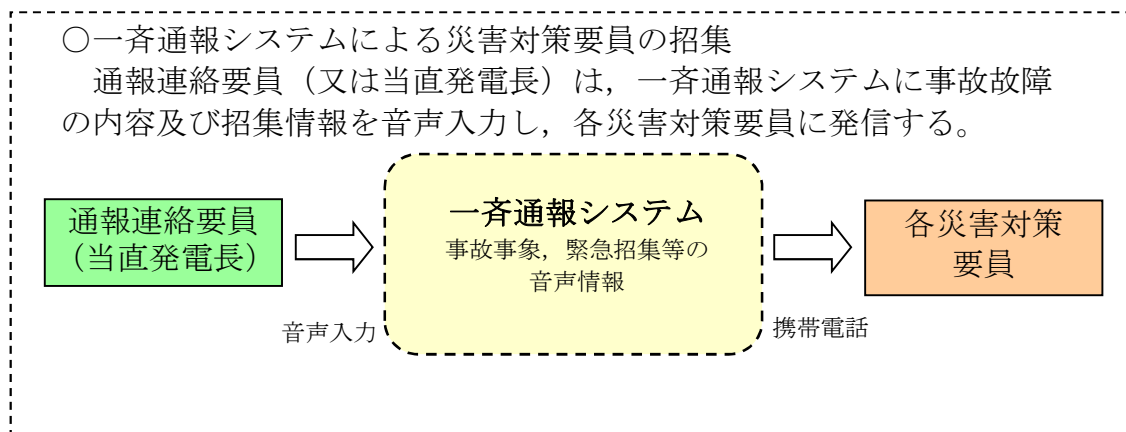 ○一斉通報システムによる災害対策要員の招集
通報連絡要員（又は当直発電長）は，一斉通報システムに事故故障
の内容及び招集情報を音声入力し，各災害対策要員に発信する。
通報連絡要員
（当直発電長）
音声入力
一斉通報システム
事故事象，緊急招集等の
音声情報
携帯電話
各災害対策
要員